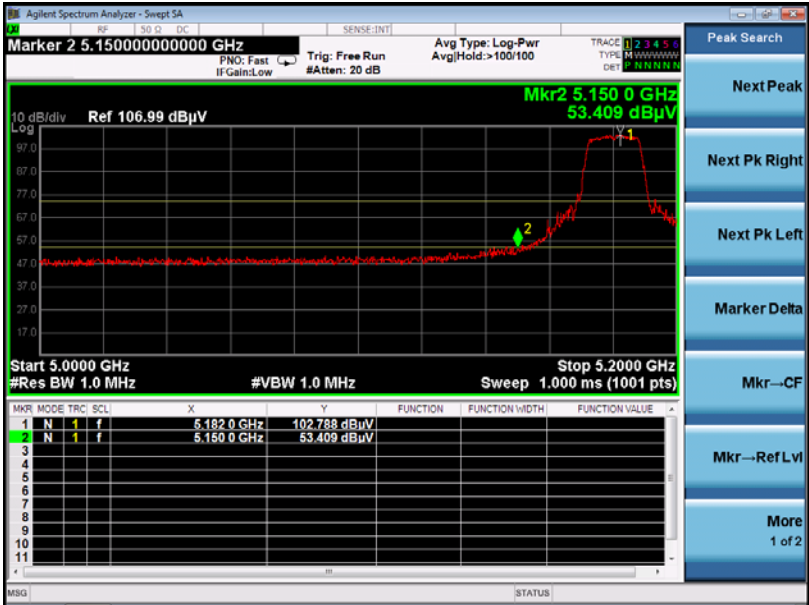 Agilent Spectrum Analyzer - Swept SA
RF 50 Ω DC SENSE:INT
Marker 2 5.150000000000 GHz
PNO: Fast
IFGain:Low
Trig: Free Run
#Atten: 20 dB
Avg Type: Log-Pwr
Avg|Hold:>100/100
TRACE 1 2 3 4 5 6
TYPE M WWWWW
DET P N N N N N
Mkr2 5.150 0 GHz
53.409 dBµV
10 dB/div Ref 106.99 dBµV
Log
97.0
87.0
77.0
67.0
57.0
47.0
37.0
27.0
17.0
1
2
Start 5.0000 GHz Stop 5.2000 GHz
#Res BW 1.0 MHz #VBW 1.0 MHz Sweep 1.000 ms (1001 pts)
MKR MODE TRC SCL X Y FUNCTION FUNCTION WIDTH FUNCTION VALUE
1 N 1 f 5.182 0 GHz 102.788 dBµV
2 N 1 f 5.150 0 GHz 53.409 dBµV
3
4
5
6
7
8
9
10
11
MSG STATUS
Peak Search
Next Peak
Next Pk Right
Next Pk Left
Marker Delta
Mkr→CF
Mkr→Ref Lvl
More
1 of 2